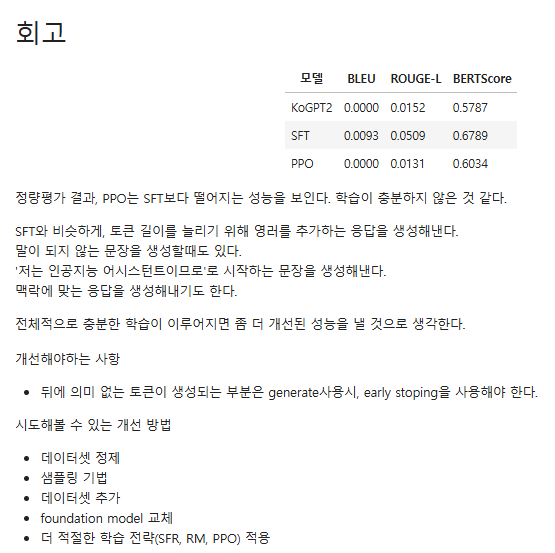 회고
모델 BLEU ROUGE-L BERTScore
KoGPT2 0.0000 0.0152 0.5787
SFT 0.0093 0.0509 0.6789
PPO 0.0000 0.0131 0.6034
정량평가 결과, PPO는 SFT보다 떨어지는 성능을 보인다. 학습이 충분하지 않은 것 같다.
SFT와 비슷하게, 토큰 길이를 늘리기 위해 영러를 추가하는 응답을 생성해낸다.
말이 되지 않는 문장을 생성할때도 있다.
'저는 인공지능 어시스턴트이므로'로 시작하는 문장을 생성해낸다.
맥락에 맞는 응답을 생성해내기도 한다.
전체적으로 충분한 학습이 이루어지면 좀 더 개선된 성능을 낼 것으로 생각한다.
개선해야하는 사항
• 뒤에 의미 없는 토큰이 생성되는 부분은 generate사용시, early stoping을 사용해야 한다.
시도해볼 수 있는 개선 방법
• 데이터셋 정제
• 샘플링 기법
• 데이터셋 추가
• foundation model 교체
• 더 적절한 학습 전략(SFR, RM, PPO) 적용